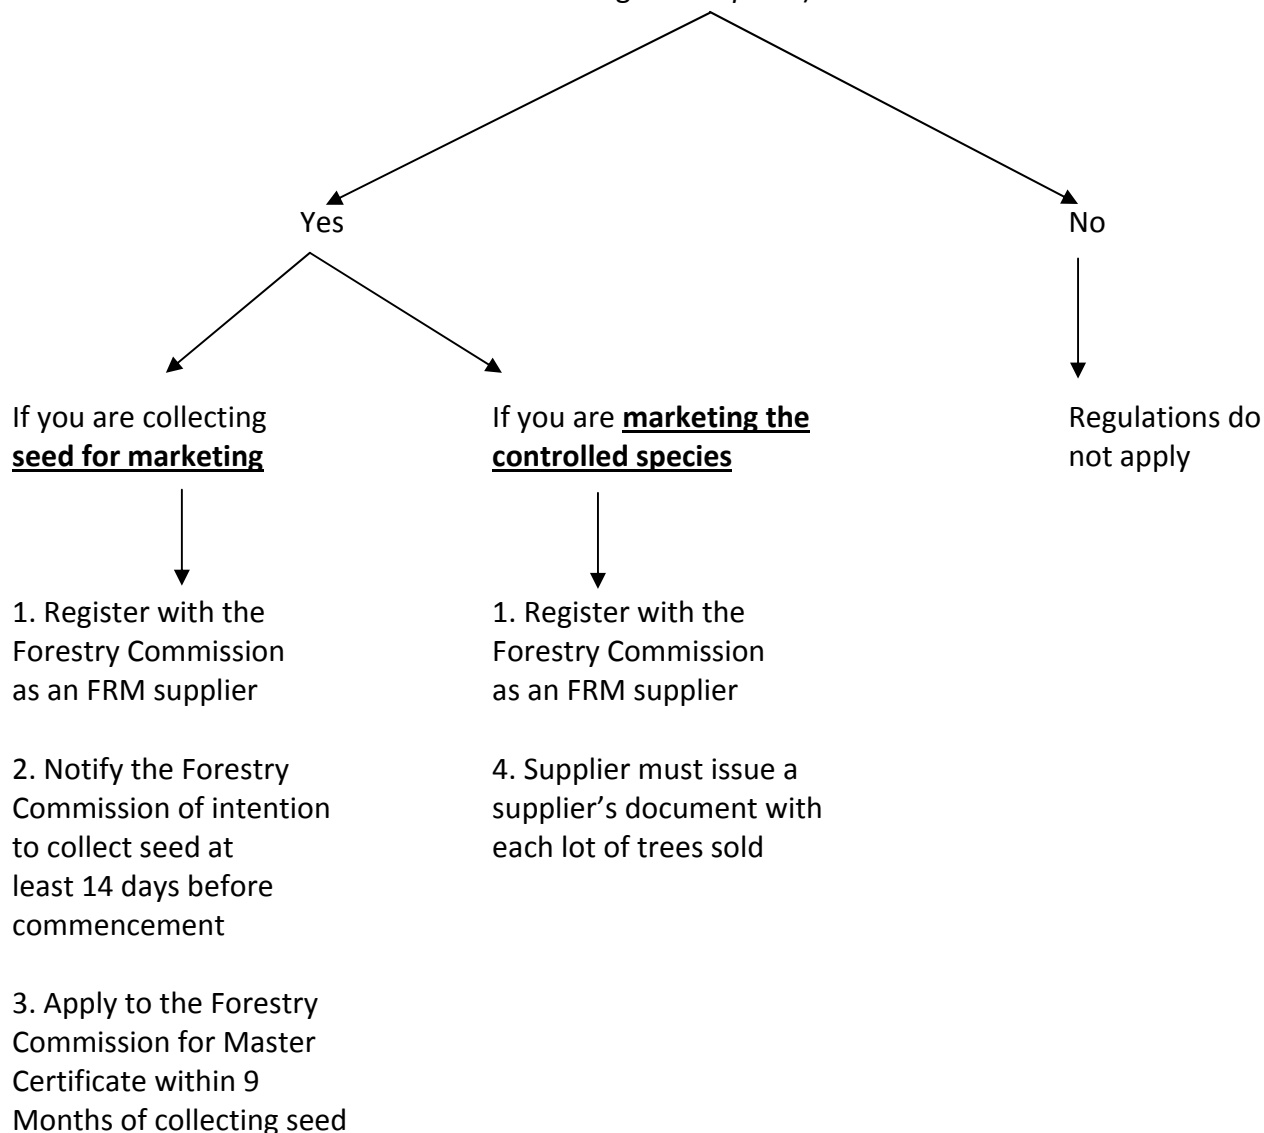 Yes
No
If you are collecting
seed for marketing
If you are marketing the
controlled species
Regulations do
not apply
1. Register with the
Forestry Commission
as an FRM supplier
2. Notify the Forestry
Commission of intention
to collect seed at
least 14 days before
commencement
3. Apply to the Forestry
Commission for Master
Certificate within 9
Months of collecting seed
1. Register with the
Forestry Commission
as an FRM supplier
4. Supplier must issue a
supplier’s document with
each lot of trees sold